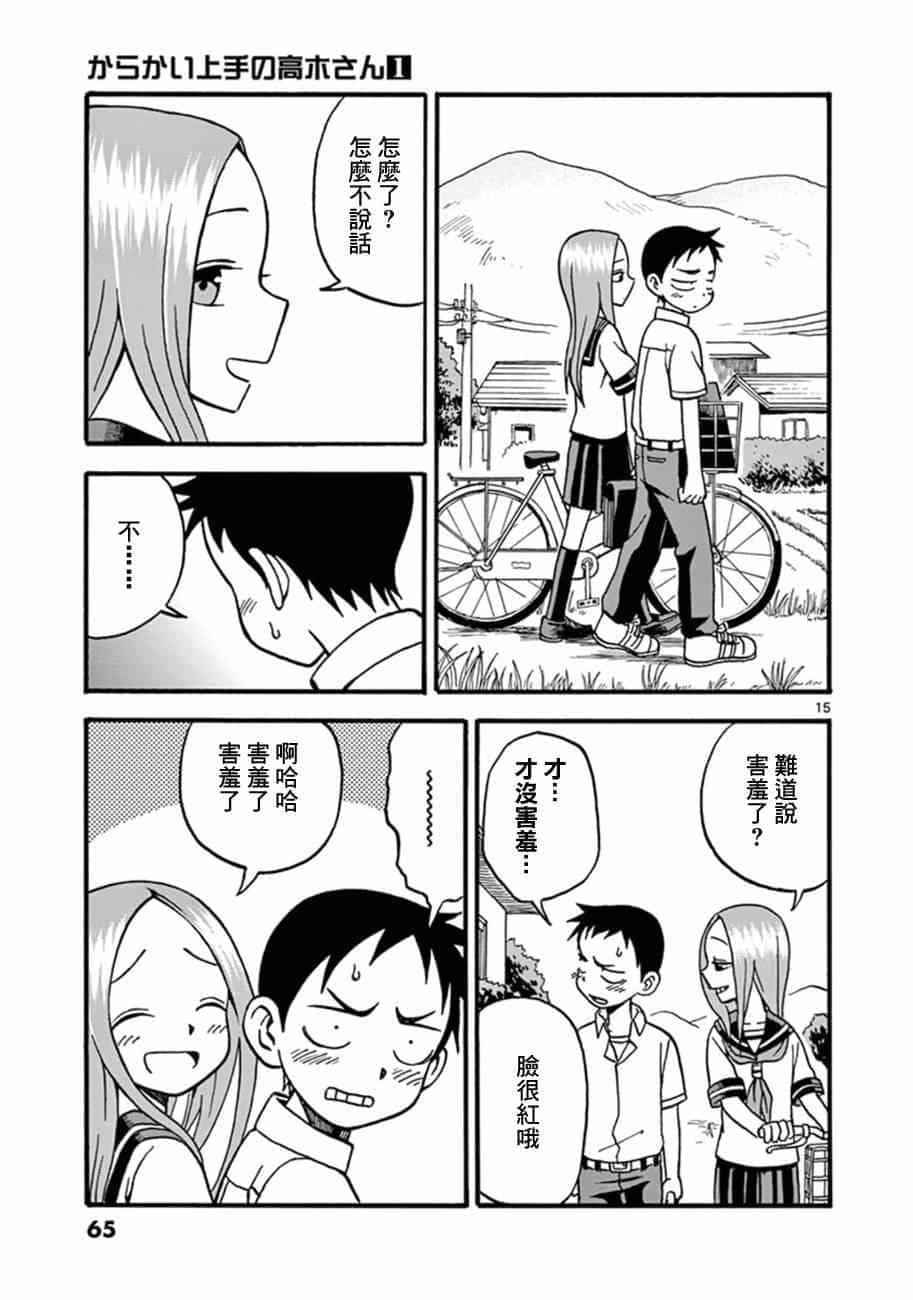 からかい上手の高木さん1
怎麼了?
怎麼不說話
不……
15
難道說
害羞了?
才…
才沒害羞…
臉很紅哦
啊哈哈
害羞了
害羞了
65